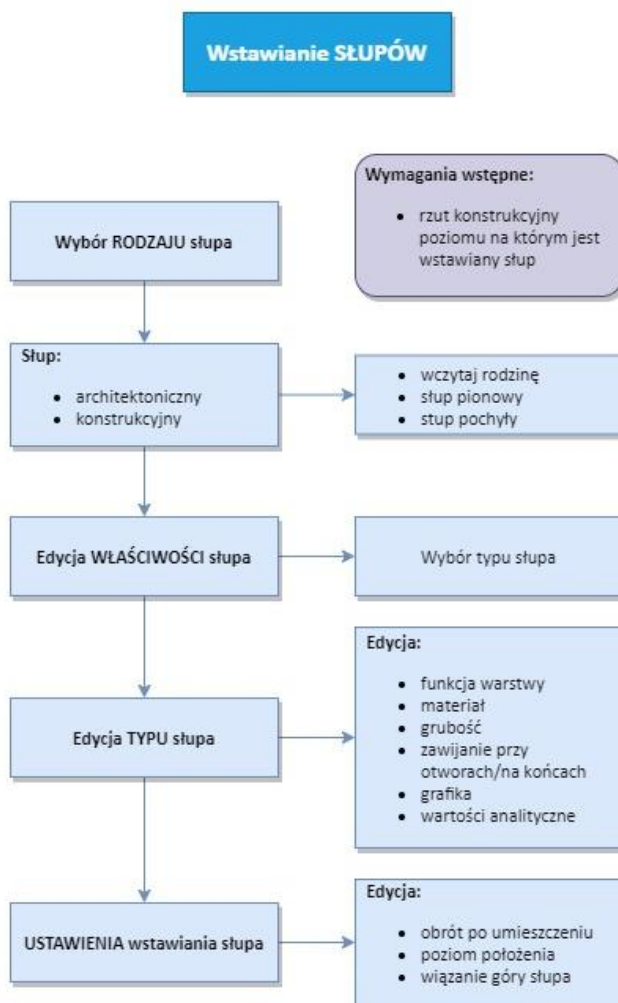 Wstawianie SŁUPÓW
Wymagania wstępne:
• rzut konstrukcyjny
poziomu na którym jest
wstawiany słup
Wybór RODZAJU słupa
Słup:
• architektoniczny
• konstrukcyjny
• wczytaj rodzinę
• słup pionowy
• stup pochyły
Edycja WŁAŚCIWOŚCI słupa
Wybór typu słupa
Edycja TYPU słupa
Edycja:
• funkcja warstwy
• materiał
• grubość
• zawijanie przy
otworach/na końcach
• grafika
• wartości analityczne
USTAWIENIA wstawiania słupa
Edycja:
• obrót po umieszczeniu
• poziom położenia
• wiązanie góry słupa